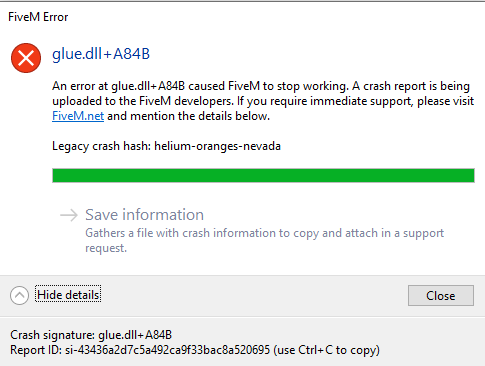 FiveM Error
glue.dll+A84B
An error at glue.dll+A84B caused FiveM to stop working. A crash report is being
uploaded to the FiveM developers. If you require immediate support, please visit
FiveM.net and mention the details below.
Legacy crash hash: helium-oranges-nevada
Save information
Gathers a file with crash information to copy and attach in a support
request.
Hide details
Close
Crash signature: glue.dll+A84B
Report ID: si-43436a2d7c5a492ca9f33bac8a520695 (use Ctrl+C to copy)